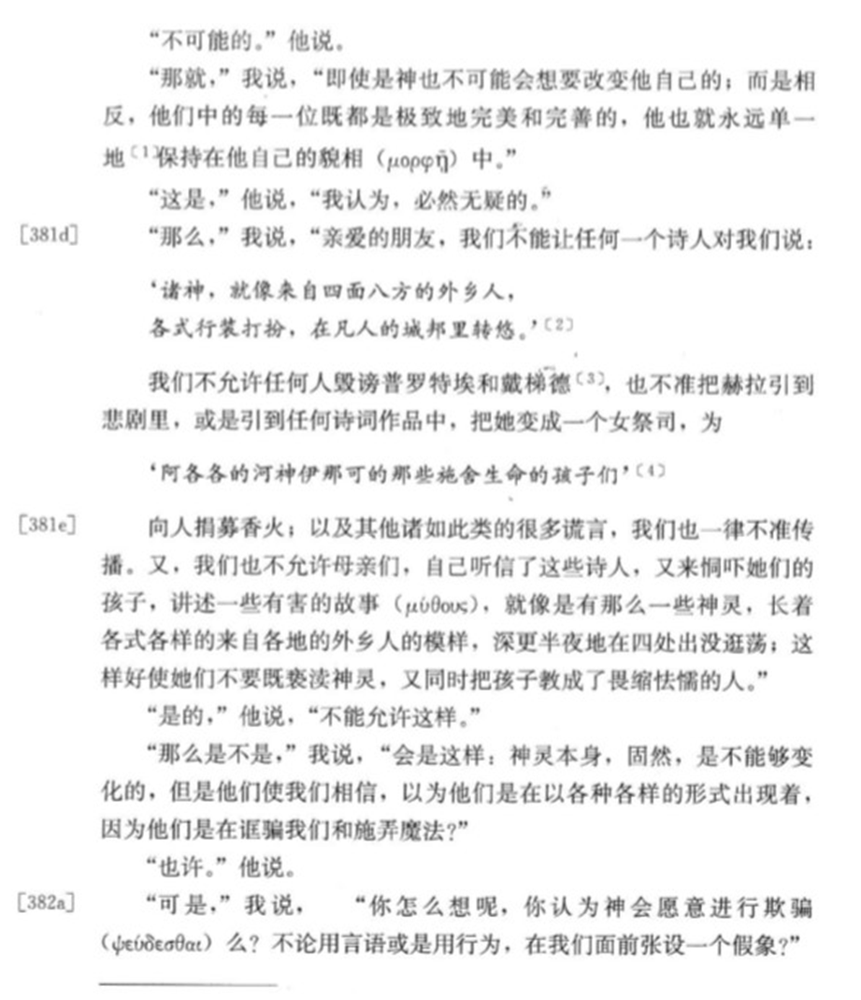 “不可能的。”他说。
“那就，”我说，“即使是神也不可能会想要改变他自己的；而是相
反，他们中的每一位既都是极致地完美和完善的，他也就永远单一
地〔1〕保持在他自己的貌相（μορφῇ）中。”
“这是，”他说，“我认为，必然无疑的。”
[381d] “那么，”我说，“亲爱的朋友，我们不能让任何一个诗人对我们说：
‘诸神，就像来自四面八方的外乡人，
各式行装打扮，在凡人的城邦里转悠。’〔2〕
我们不允许任何人毁谤普罗特埃和戴梯德〔3〕，也不准把赫拉引到
悲剧里，或是引到任何诗词作品中，把她变成一个女祭司，为
‘阿各各的河神伊那可的那些施舍生命的孩子们’〔4〕
[381e] 向人捐募香火；以及其他诸如此类的很多谎言，我们也一律不准传
播。又，我们也不允许母亲们，自己听信了这些诗人，又来恫吓她们的
孩子，讲述一些有害的故事（μύθους），就像是有那么一些神灵，长着
各式各样的来自各地的外乡人的模样，深更半夜地在四处出没逛荡；这
样好使她们不要既亵渎神灵，又同时把孩子教成了畏缩怯懦的人。”
“是的，”他说，“不能允许这样。”
“那么是不是，”我说，“会是这样：神灵本身，固然，是不能够变
化的，但是他们使我们相信，以为他们是在以各种各样的形式出现着，
因为他们是在诓骗我们和施弄魔法？”
“也许。”他说。
[382a] “可是，”我说， “你怎么想呢，你认为神会愿意进行欺骗
（ψεύδεσθαι）么？不论用言语或是用行为，在我们面前张设一个假象？”